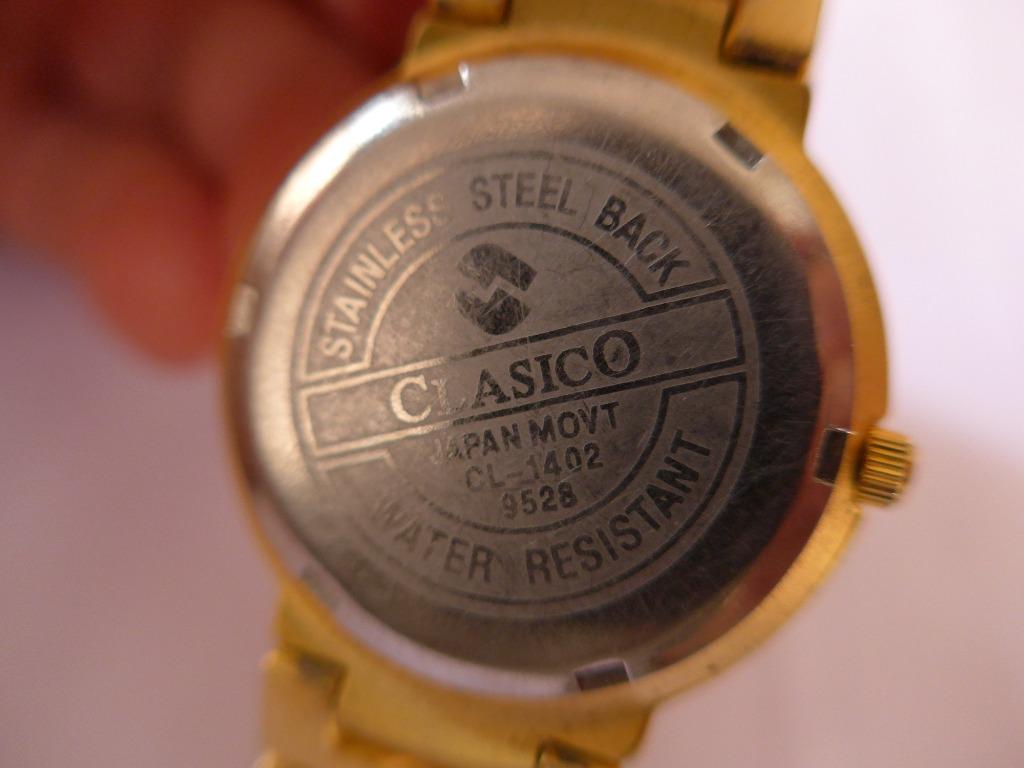 STAINLESS STEEL BACK
CLASICO
JAPAN MOVT
CL-1402
9528
WATER RESISTANT